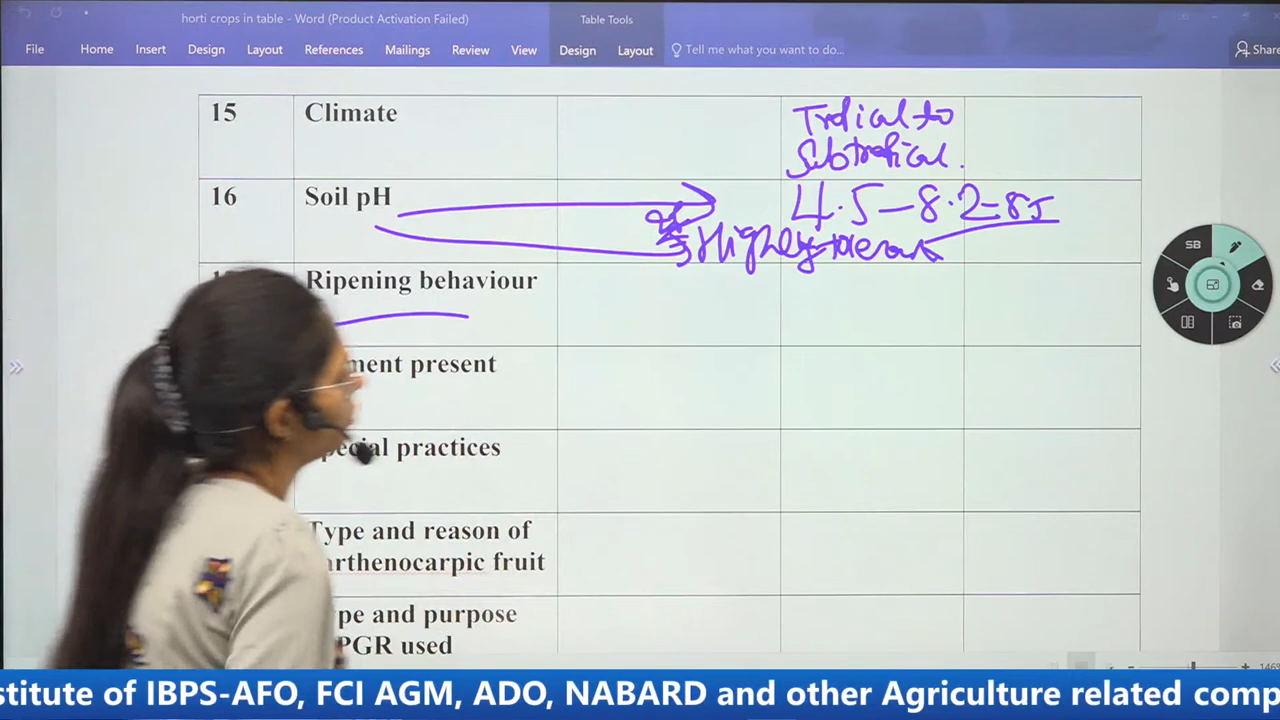 horti crops in table - Word (Product Activation Failed)
Table Tools
File Home Insert Design Layout References Mailings Review View Design Layout Tell me what you want to do... Share
15 Climate Tropical to
Subtropical.
16 Soil pH 4.5-8.2-8.5
Highly tolerant
Ripening behaviour
ment present
pecial practices
Type and reason of
arthenocarpic fruit
ype and purpose
PGR used
SB
146%
stitute of IBPS-AFO, FCI AGM, ADO, NABARD and other Agriculture related comp